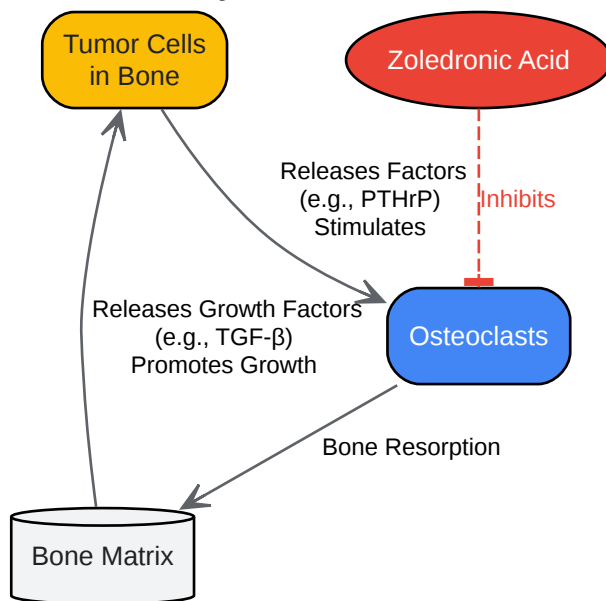 Tumor Cells
in Bone
Zoledronic Acid
Releases Factors
(e.g., PTHrP)
Stimulates
Inhibits
Releases Growth Factors
(e.g., TGF-β)
Promotes Growth
Osteoclasts
Bone Resorption
Bone Matrix